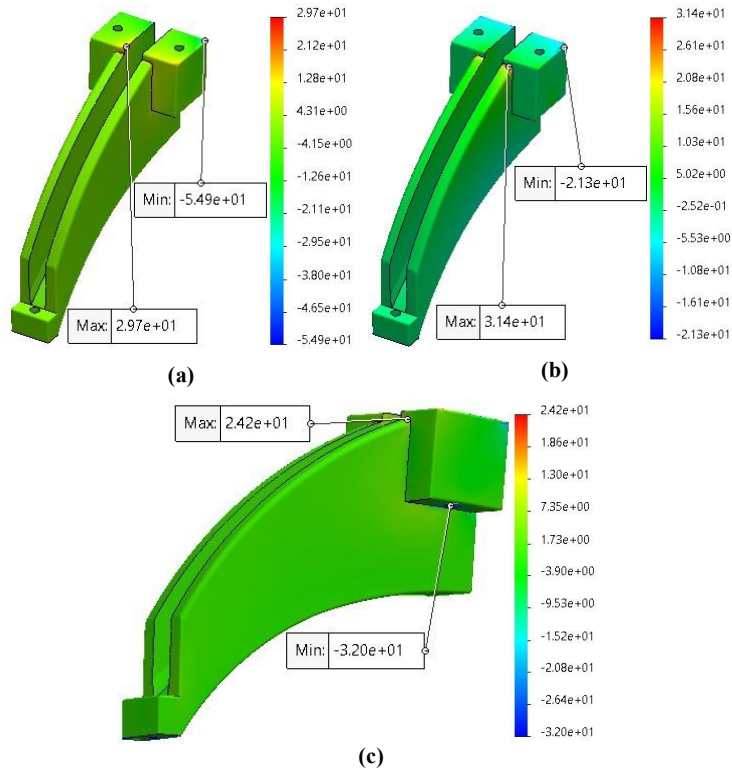 2.97e+01
2.12e+01
1.28e+01
4.31e+00
-4.15e+00
-1.26e+01
-2.11e+01
-2.95e+01
-3.80e+01
-4.65e+01
-5.49e+01
Min: -5.49e+01
Max: 2.97e+01
(a)
3.14e+01
2.61e+01
2.08e+01
1.56e+01
1.03e+01
5.02e+00
-2.52e-01
-5.53e+00
-1.08e+01
-1.61e+01
-2.13e+01
Min: -2.13e+01
Max: 3.14e+01
(b)
Max: 2.42e+01
2.42e+01
1.86e+01
1.30e+01
7.35e+00
1.73e+00
-3.90e+00
-9.53e+00
-1.52e+01
-2.08e+01
-2.64e+01
-3.20e+01
Min: -3.20e+01
(c)